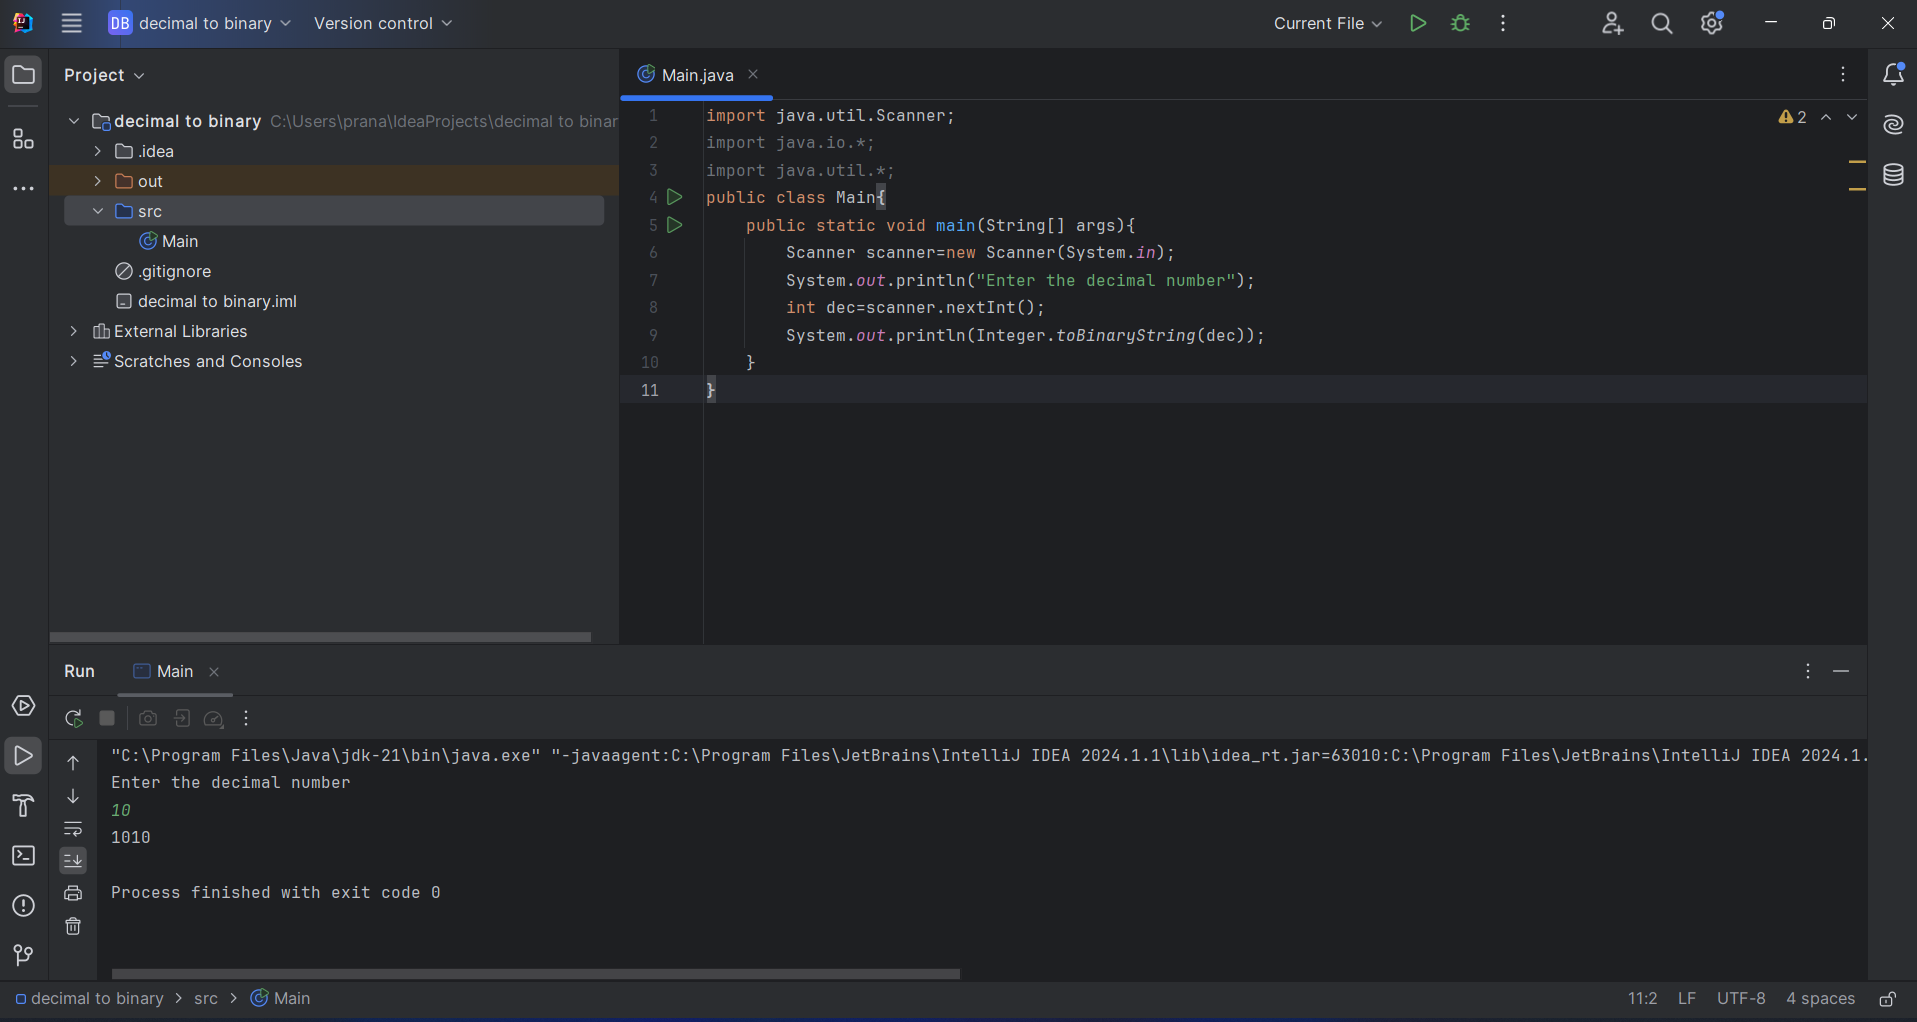 DB decimal to binary Version control Current File
Project
Main.java
decimal to binary C:\Users\prana\IdeaProjects\decimal to binar
.idea
out
src
Main
.gitignore
decimal to binary.iml
External Libraries
Scratches and Consoles
2
1 import java.util.Scanner;
2 import java.io.*;
3 import java.util.*;
4 public class Main{
5 public static void main(String[] args){
6 Scanner scanner=new Scanner(System.in);
7 System.out.println("Enter the decimal number");
8 int dec=scanner.nextInt();
9 System.out.println(Integer.toBinaryString(dec));
10 }
11 }
Run Main
"C:\Program Files\Java\jdk-21\bin\java.exe" "-javaagent:C:\Program Files\JetBrains\IntelliJ IDEA 2024.1.1\lib\idea_rt.jar=63010:C:\Program Files\JetBrains\IntelliJ IDEA 2024.1.
Enter the decimal number
10
1010
Process finished with exit code 0
decimal to binary > src > Main 11:2 LF UTF-8 4 spaces